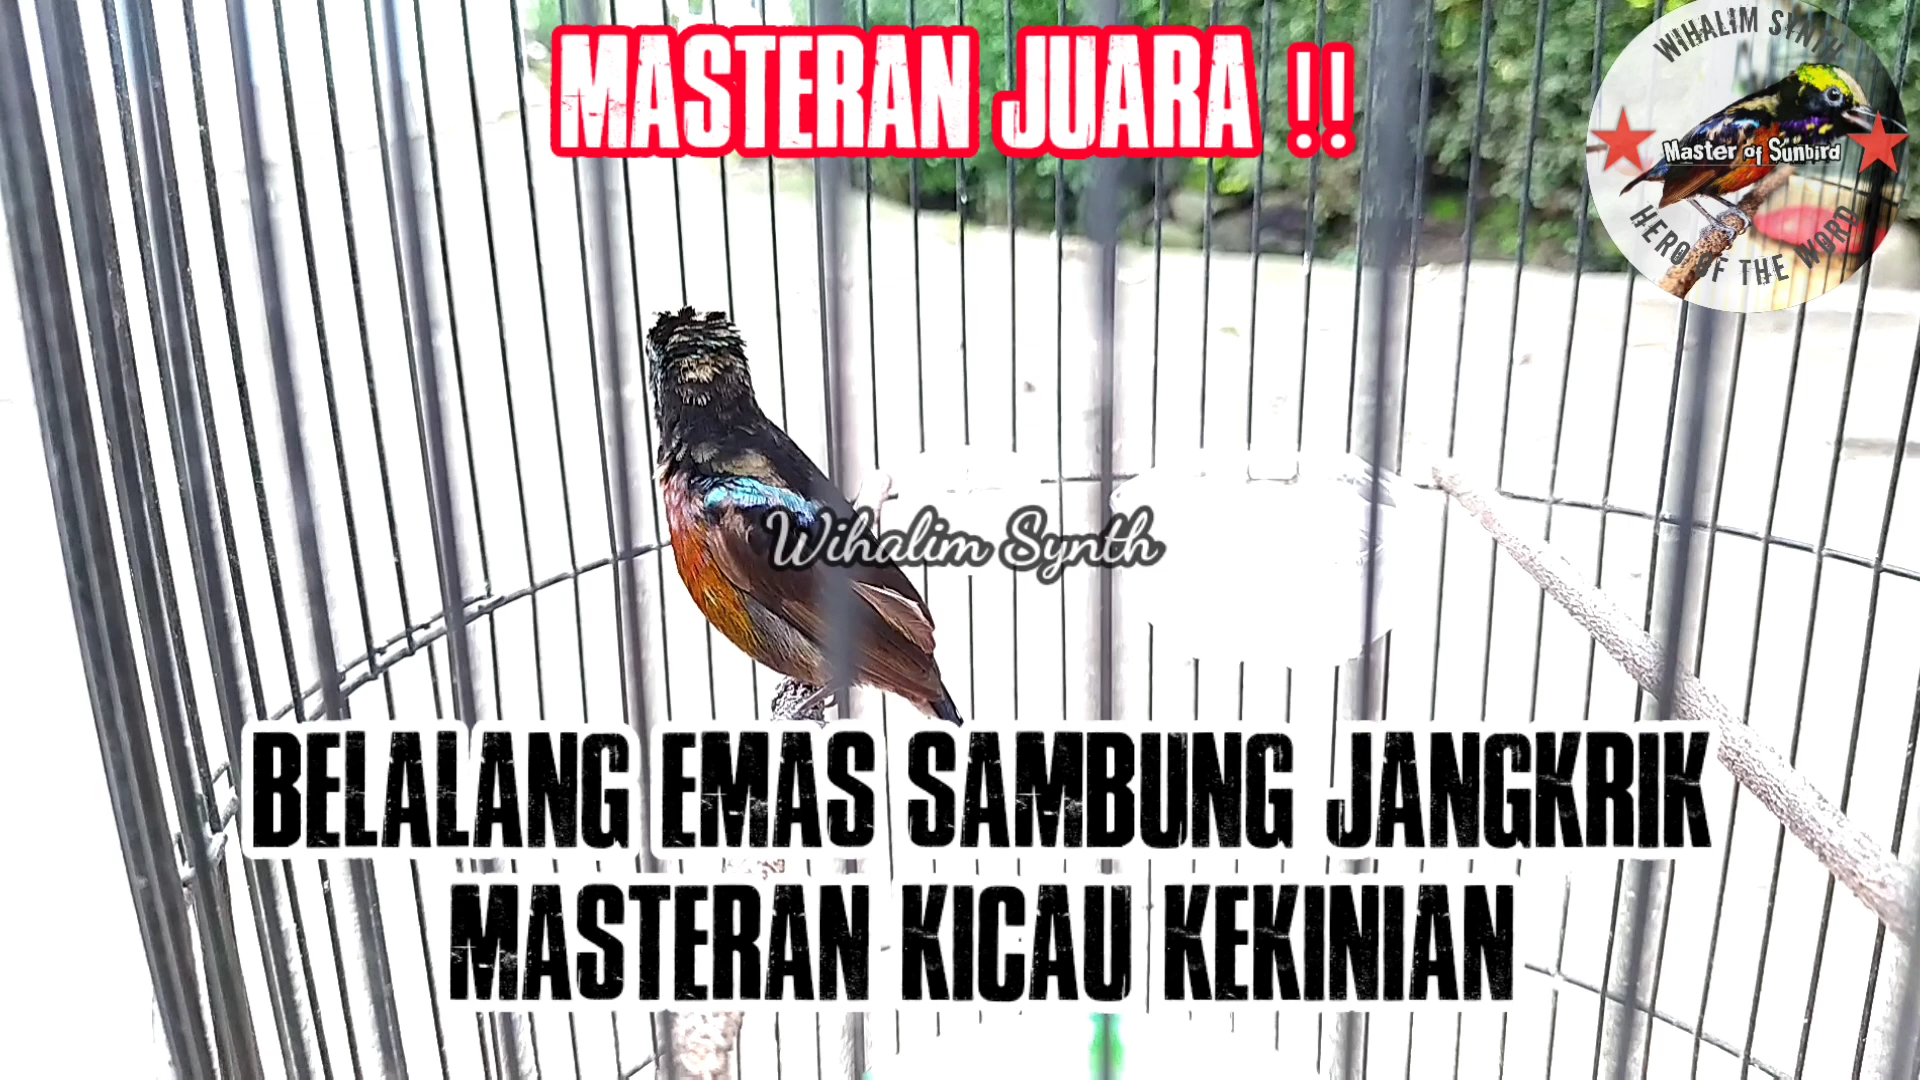 MASTERAN JUARA !!
WIHALIM SYNTH
Master of Sunbird
HERO OF THE WORD
Wihalim Synth
BELALANG EMAS SAMBUNG JANGKRIK
MASTERAN KICAU KEKINIAN